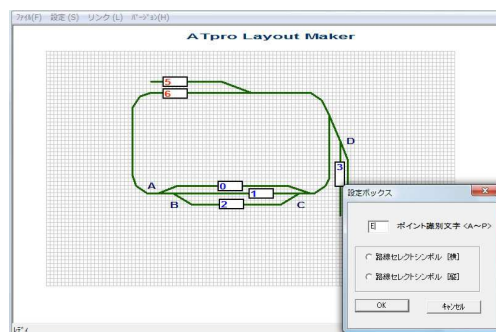 ファイル(F) 設定(S) リンク(L) バージョン(H)
ATpro Layout Maker
5
6
D
3
A
0
1
B
2
C
設定ボックス
E
ポイント識別文字 <A～P>
路線セレクトシンボル [横]
路線セレクトシンボル [縦]
OK
キャンセル
レディ